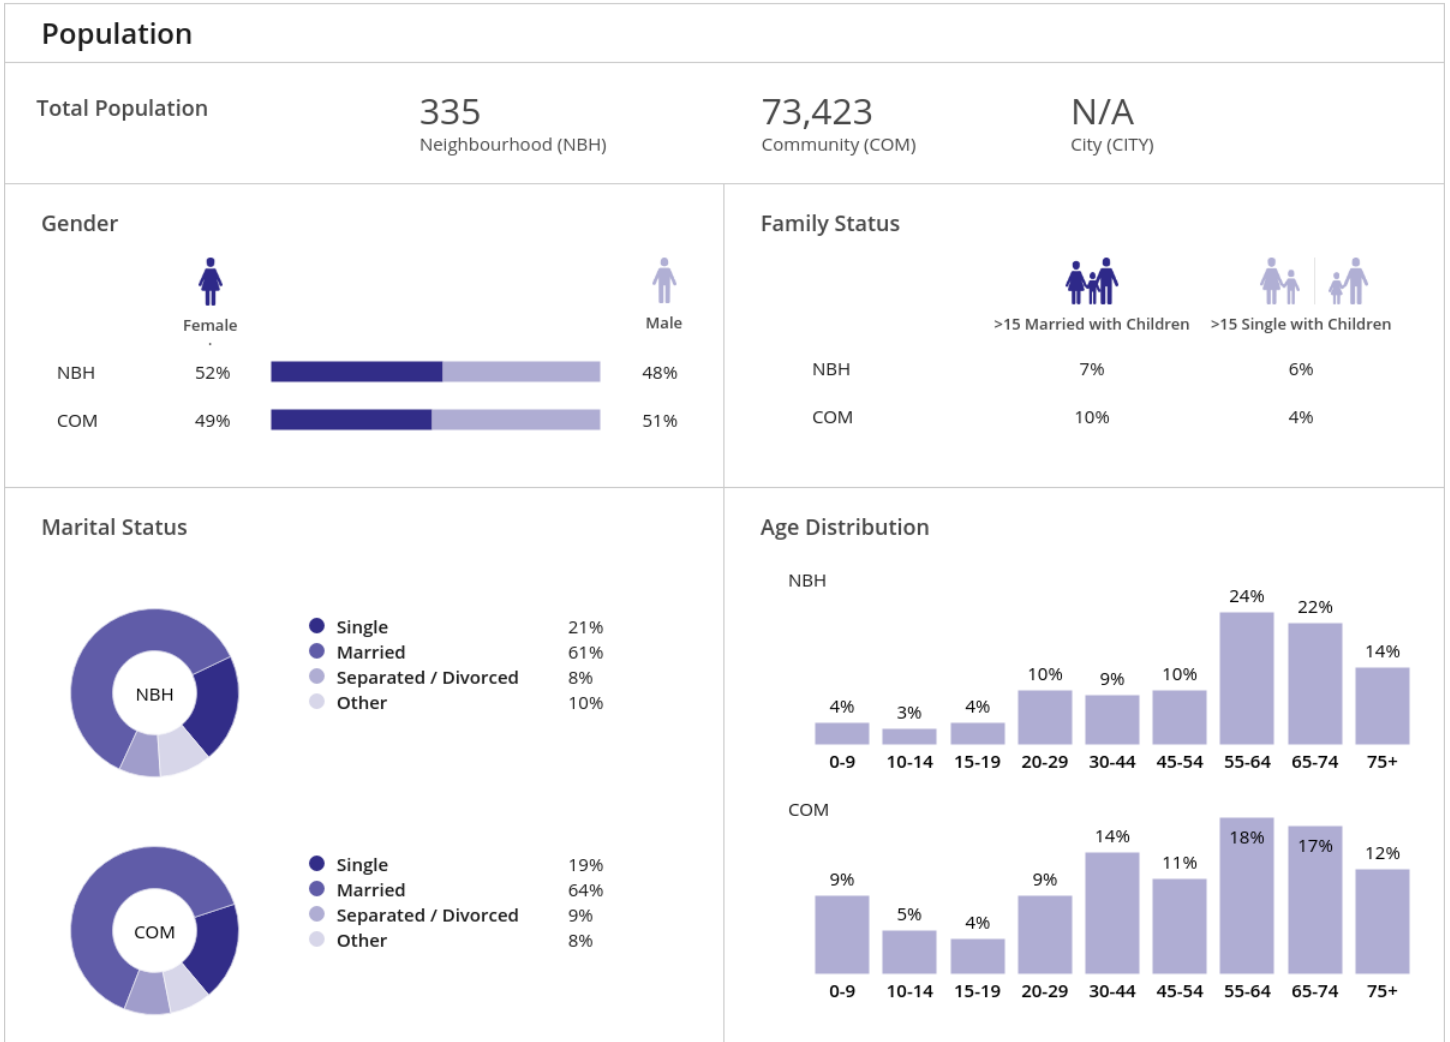 Population
Total Population
335
Neighbourhood (NBH)
73,423
Community (COM)
N/A
City (CITY)
Gender
Female
Male
NBH 52% 48%
COM 49% 51%
Family Status
>15 Married with Children >15 Single with Children
NBH 7% 6%
COM 10% 4%
Marital Status
NBH
Single 21%
Married 61%
Separated / Divorced 8%
Other 10%
COM
Single 19%
Married 64%
Separated / Divorced 9%
Other 8%
Age Distribution
NBH
4% 3% 4% 10% 9% 10% 24% 22% 14%
0-9 10-14 15-19 20-29 30-44 45-54 55-64 65-74 75+
COM
9% 5% 4% 9% 14% 11% 18% 17% 12%
0-9 10-14 15-19 20-29 30-44 45-54 55-64 65-74 75+